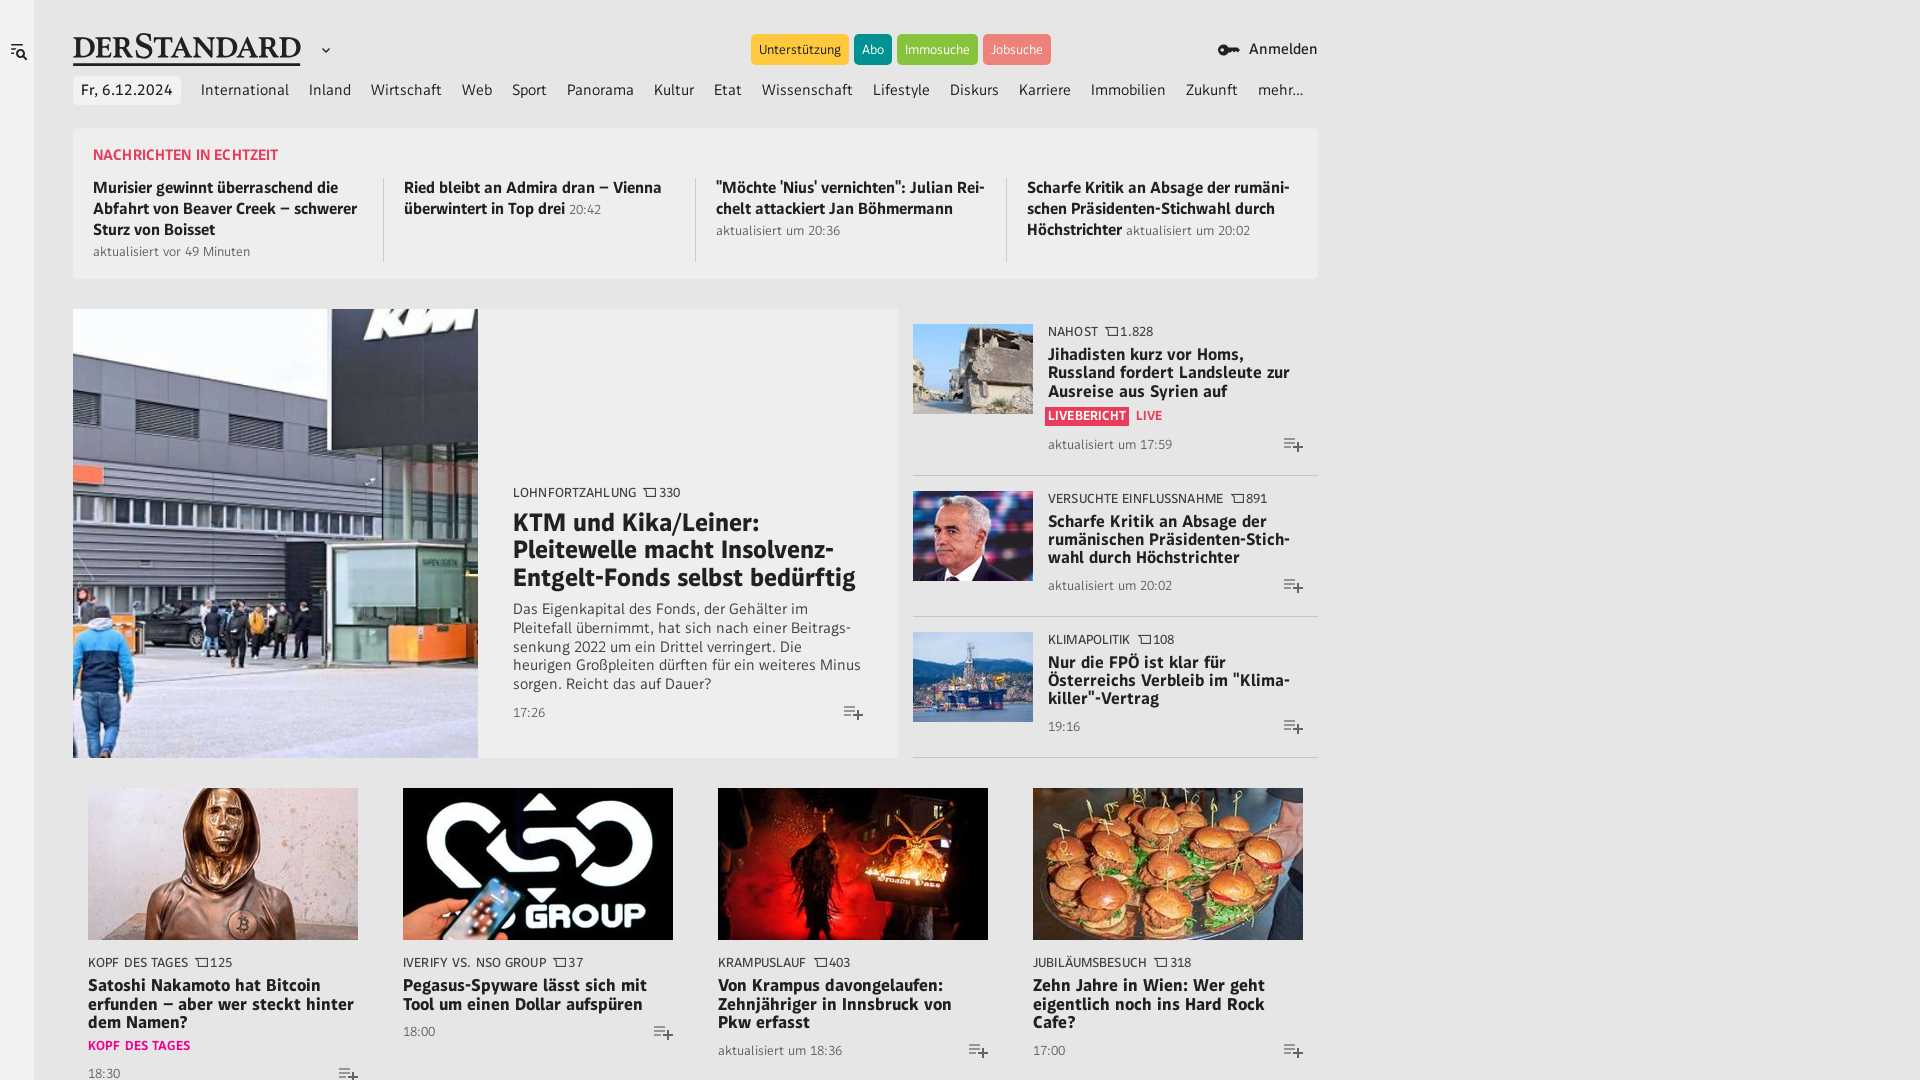 DERSTANDARD
Unterstützung
Abo
Immosuche
Jobsuche
Anmelden
Fr, 6.12.2024
International
Inland
Wirtschaft
Web
Sport
Panorama
Kultur
Etat
Wissenschaft
Lifestyle
Diskurs
Karriere
Immobilien
Zukunft
mehr…
NACHRICHTEN IN ECHTZEIT
Murisier gewinnt überraschend die
Abfahrt von Beaver Creek – schwerer
Sturz von Boisset
aktualisiert vor 49 Minuten
Ried bleibt an Admira dran – Vienna
überwintert in Top drei 20:42
"Möchte 'Nius' vernichten": Julian Rei-
chelt attackiert Jan Böhmermann
aktualisiert um 20:36
Scharfe Kritik an Absage der rumäni-
schen Präsidenten-Stichwahl durch
Höchstrichter aktualisiert um 20:02
KTM
LOHNFORTZAHLUNG 330
KTM und Kika/Leiner:
Pleitewelle macht Insolvenz-
Entgelt-Fonds selbst bedürftig
Das Eigenkapital des Fonds, der Gehälter im
Pleitefall übernimmt, hat sich nach einer Beitrags-
senkung 2022 um ein Drittel verringert. Die
heurigen Großpleiten dürften für ein weiteres Minus
sorgen. Reicht das auf Dauer?
17:26
NAHOST 1.828
Jihadisten kurz vor Homs,
Russland fordert Landsleute zur
Ausreise aus Syrien auf
LIVEBERICHT LIVE
aktualisiert um 17:59
VERSUCHTE EINFLUSSNAHME 891
Scharfe Kritik an Absage der
rumänischen Präsidenten-Stich-
wahl durch Höchstrichter
aktualisiert um 20:02
KLIMAPOLITIK 108
Nur die FPÖ ist klar für
Österreichs Verbleib im "Klima-
killer"-Vertrag
19:16
KOPF DES TAGES 125
Satoshi Nakamoto hat Bitcoin
erfunden – aber wer steckt hinter
dem Namen?
KOPF DES TAGES
18:30
NSO GROUP
IVERIFY VS. NSO GROUP 37
Pegasus-Spyware lässt sich mit
Tool um einen Dollar aufspüren
18:00
KRAMPUSLAUF 403
Von Krampus davongelaufen:
Zehnjähriger in Innsbruck von
Pkw erfasst
aktualisiert um 18:36
JUBILÄUMSBESUCH 318
Zehn Jahre in Wien: Wer geht
eigentlich noch ins Hard Rock
Cafe?
17:00